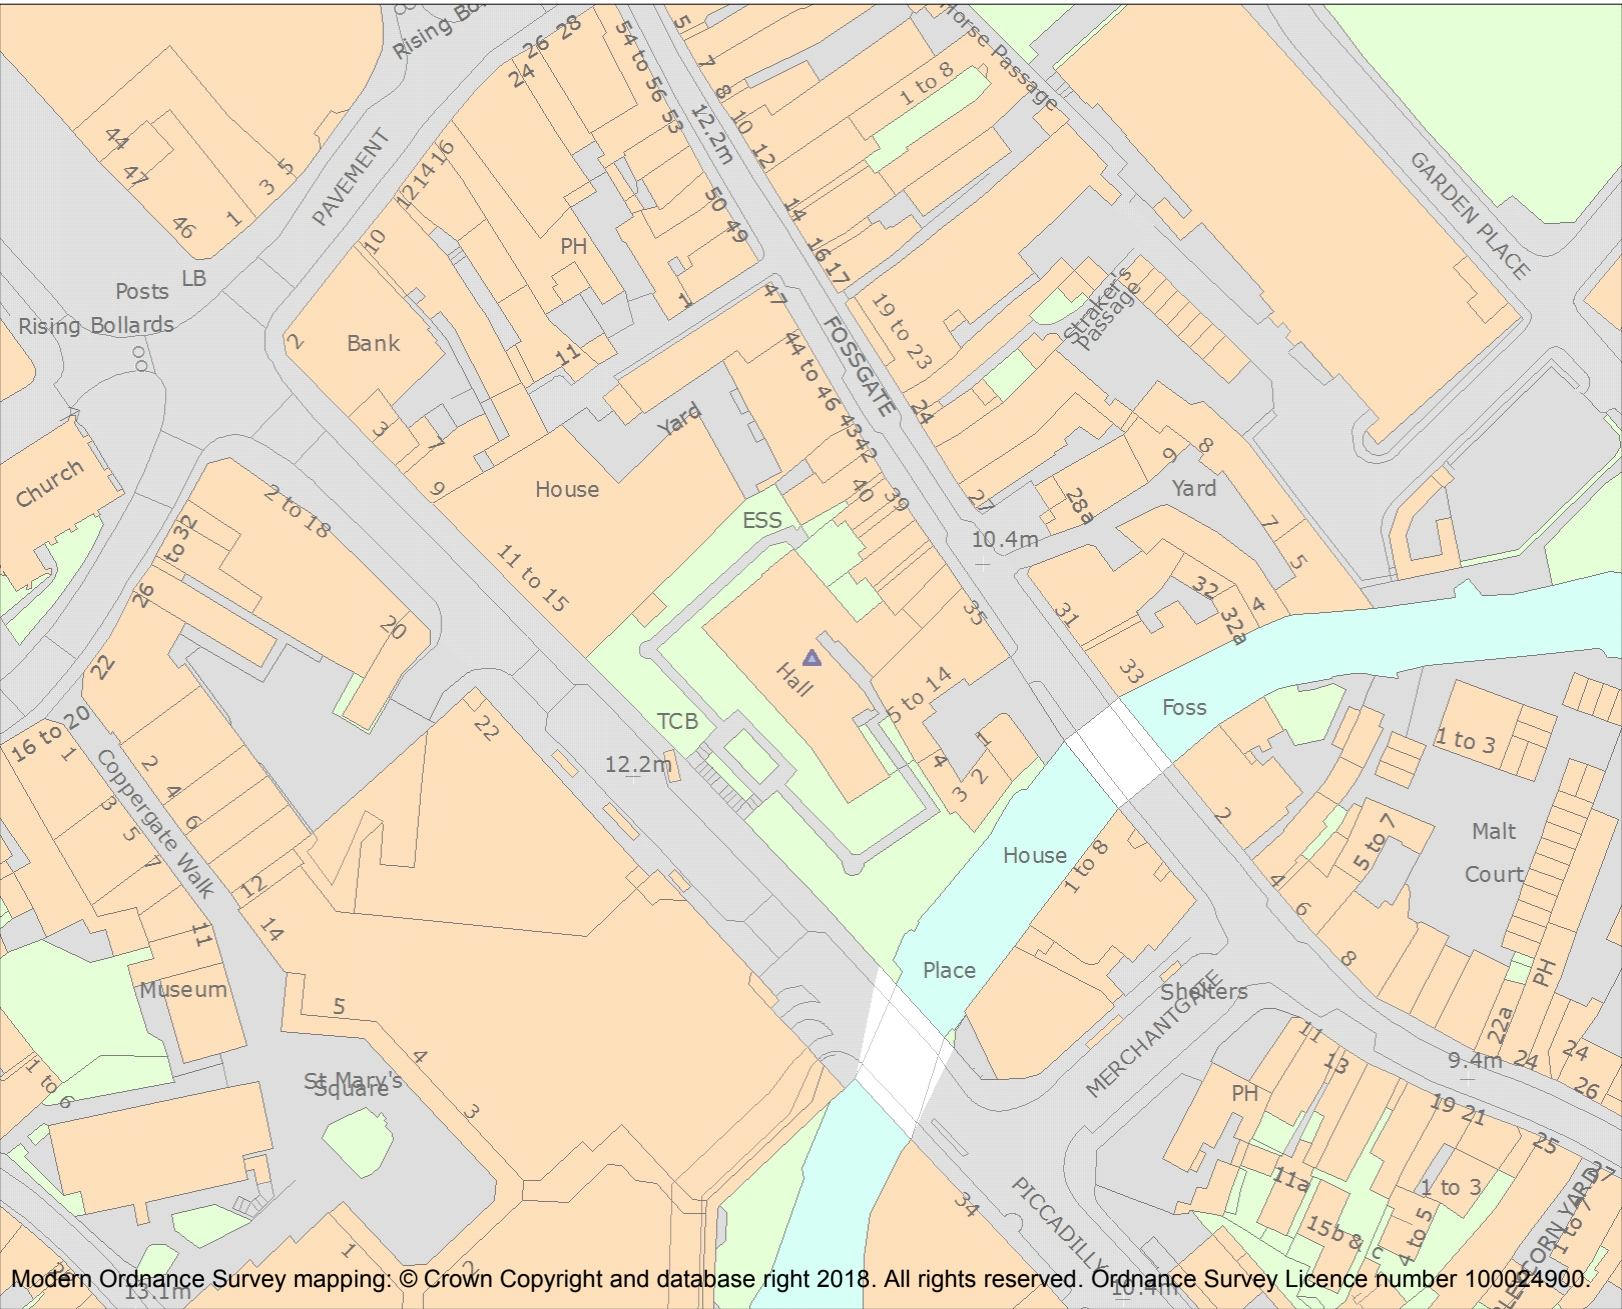 Rising Bo
26 28
24
54 to 56
53
5
7
8
10
12
12.2m
1 to 8
Horse Passage
GARDEN PLACE
44
47
46
1
3
5
PAVEMENT
12
14
16
10
50
49
14
16
17
PH
LB
Posts
Rising Bollards
2
Bank
1
47
11
FOSSGATE
19 to 23
Straker's
Passage
44 to 46
43
42
24
3
7
9
Yard
House
Church
2 to 18
26 to 32
ESS
40
39
27
28a
9
8
Yard
7
5
10.4m
11 to 15
20
22
35
31
32
32a
4
33
Hall
5 to 14
Foss
TCB
12.2m
22
16 to 20
1
Coppergate Walk
2
4
6
3
5
7
12
14
11
4
3
2
1
House
1 to 8
Place
2
4
6
8
1 to 3
5 to 7
Malt
Court
PH
22a
24
24
26
9.4m
Museum
5
4
3
St Mary's
Square
1 to 6
Shelters
MERCHANTGATE
PH
11
13
19 21
25
27
11a
15b & c
1 to 3
4 to 5
1 to 7
34
PICCADILLY
1
2
13.1m
10.4m
Modern Ordnance Survey mapping: © Crown Copyright and database right 2018. All rights reserved. Ordnance Survey Licence number 100024900.